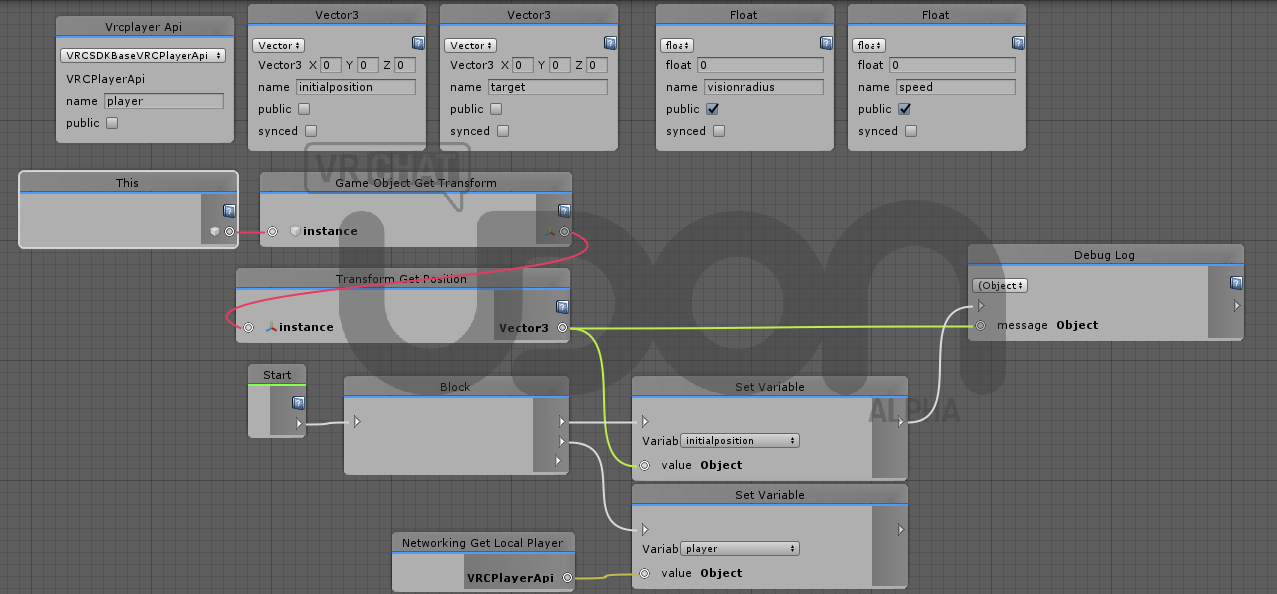 Vrcplayer Api
VRCSDKBaseVRCPlayerApi
VRCPlayerApi
name player
public
Vector3
Vector
Vector3 X 0 Y 0 Z 0
name initialposition
public
synced
Vector3
Vector
Vector3 X 0 Y 0 Z 0
name target
public
synced
Float
floa
float 0
name visionradius
public
synced
Float
floa
float 0
name speed
public
synced
VRCHAT
udon
ALPHA
This
Game Object Get Transform
instance
Transform Get Position
instance
Vector3
Debug Log
(Object
message Object
Start
Block
Set Variable
Variab initialposition
value Object
Set Variable
Variab player
value Object
Networking Get Local Player
VRCPlayerApi